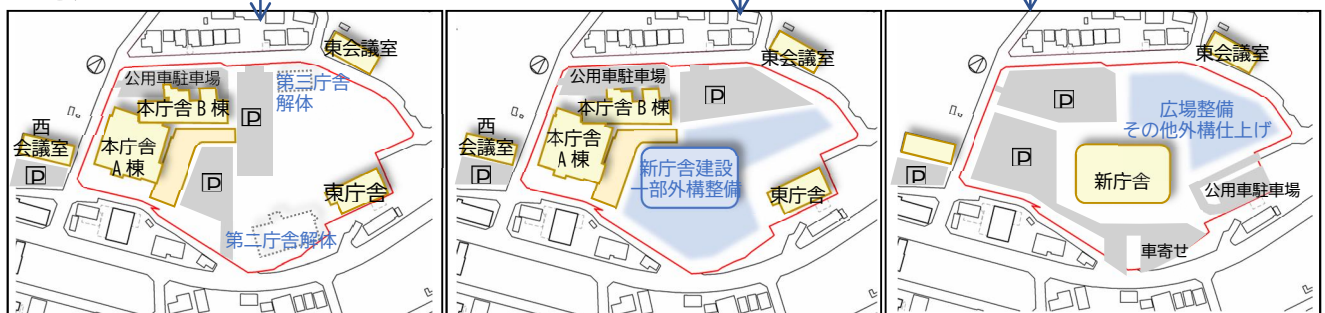 東会議室
公用車駐車場
第三庁舎
解体
本庁舎B棟
P
西
会議室
本庁舎
A棟
P
P
東庁舎
第二庁舎解体
東会議室
公用車駐車場
P
本庁舎B棟
西
会議室
本庁舎
A棟
P
新庁舎建設
一部外構整備
東庁舎
東会議室
P
広場整備
その他外構仕上げ
P
P
新庁舎
公用車駐車場
車寄せ